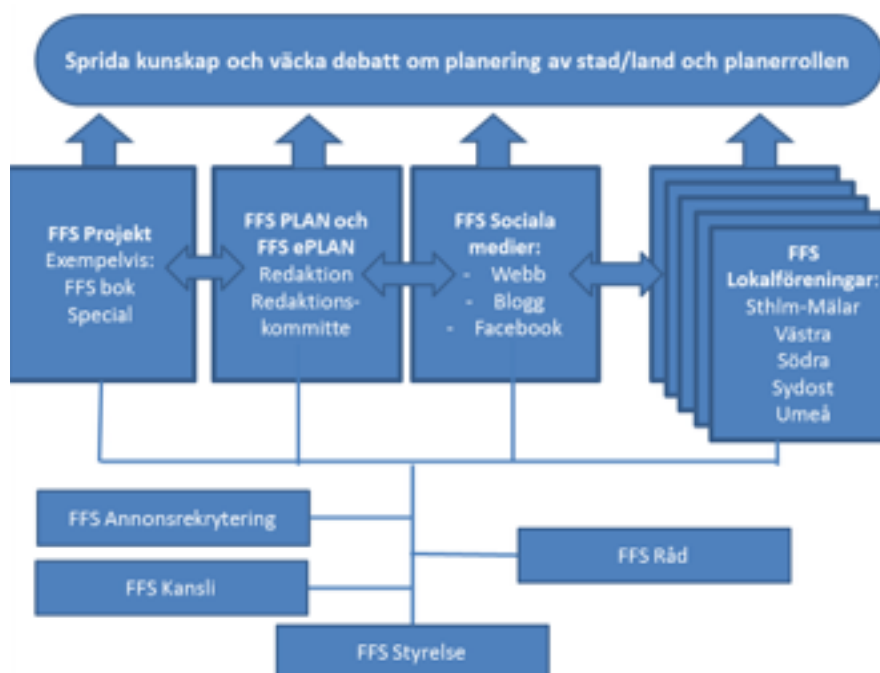 Sprida kunskap och väcka debatt om planering av stad/land och planerrollen
FFS Projekt
Exempelvis:
FFS bok
Special
FFS PLAN och
FFS ePLAN
Redaktion
Redaktions-
kommitte
FFS Sociala
medier:
- Webb
- Blogg
- Facebook
FFS
Lokalföreningar:
Sthlm-Mälar
Västra
Södra
Sydost
Umeå
FFS Annonsrekrytering
FFS Råd
FFS Kansli
FFS Styrelse